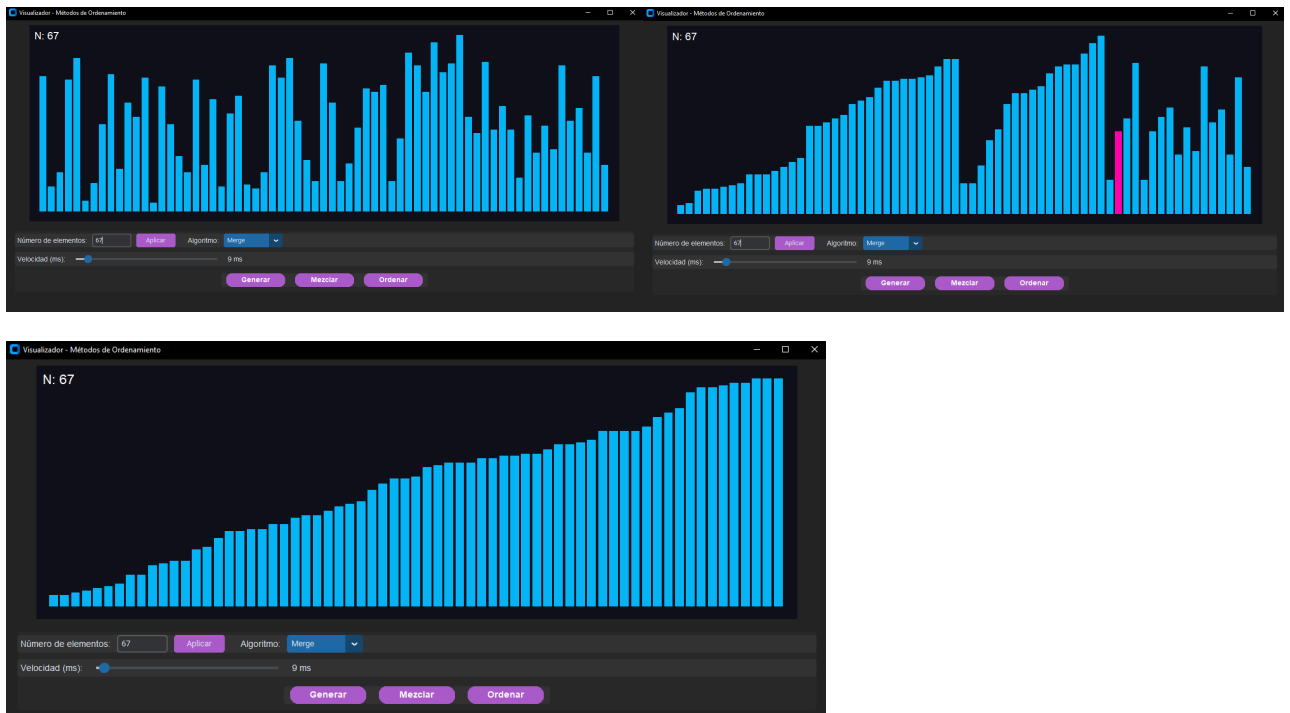 Visualizador - Métodos de Ordenamiento
N: 67
Número de elementos: 67 Aplicar Algoritmo: Merge
Velocidad (ms): 9 ms
Generar Mezclar Ordenar
Visualizador - Métodos de Ordenamiento
N: 67
Número de elementos: 67 Aplicar Algoritmo: Merge
Velocidad (ms): 9 ms
Generar Mezclar Ordenar
Visualizador - Métodos de Ordenamiento
N: 67
Número de elementos: 67 Aplicar Algoritmo: Merge
Velocidad (ms): 9 ms
Generar Mezclar Ordenar